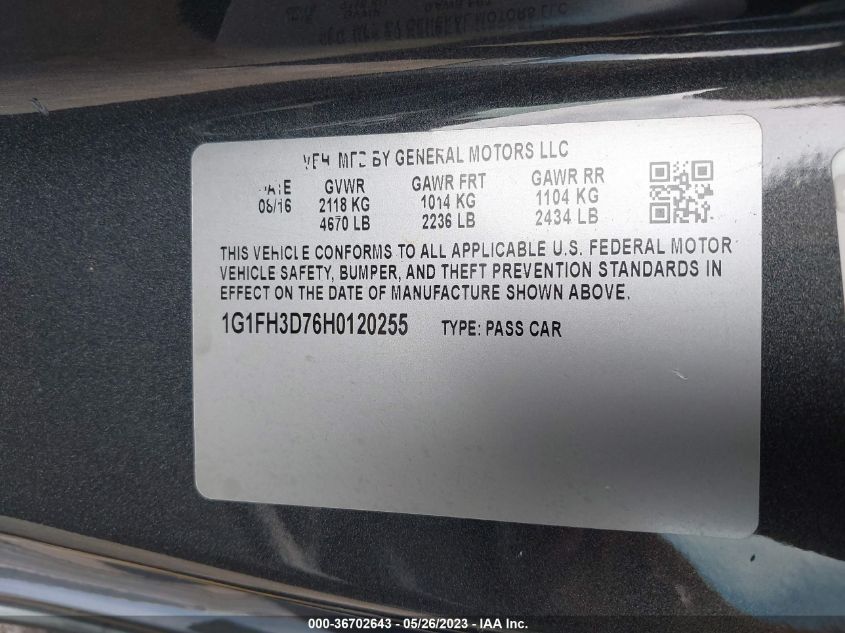 VEH MFD BY GENERAL MOTORS LLC
DATE GVWR GAWR FRT GAWR RR
08/16 2118 KG 1014 KG 1104 KG
4670 LB 2236 LB 2434 LB
THIS VEHICLE CONFORMS TO ALL APPLICABLE U.S. FEDERAL MOTOR
VEHICLE SAFETY, BUMPER, AND THEFT PREVENTION STANDARDS IN
EFFECT ON THE DATE OF MANUFACTURE SHOWN ABOVE.
1G1FH3D76H0120255 TYPE: PASS CAR
000-36702643 - 05/26/2023 - © IAA, Inc.